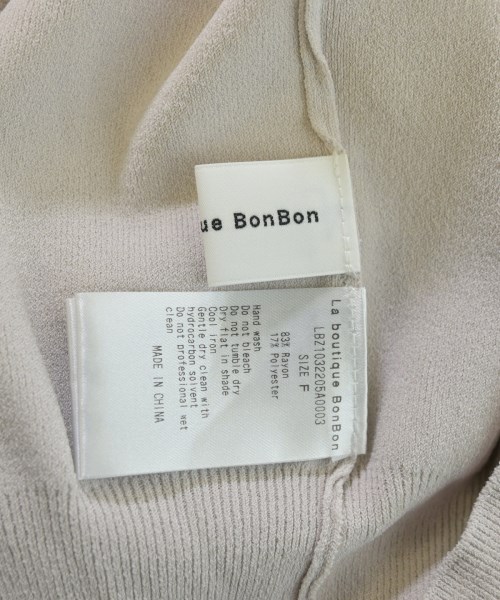 ue BonBon
La boutique BonBon
LBZ1032205A0003
SIZE F
83% Rayon
17% Polyester
Hand wash
Do not bleach
Do not tumble dry
Dry flat in shade
Cool iron
Gentle dry clean with
hydrocarbon solvent
Do not professional wet
clean
MADE IN CHINA